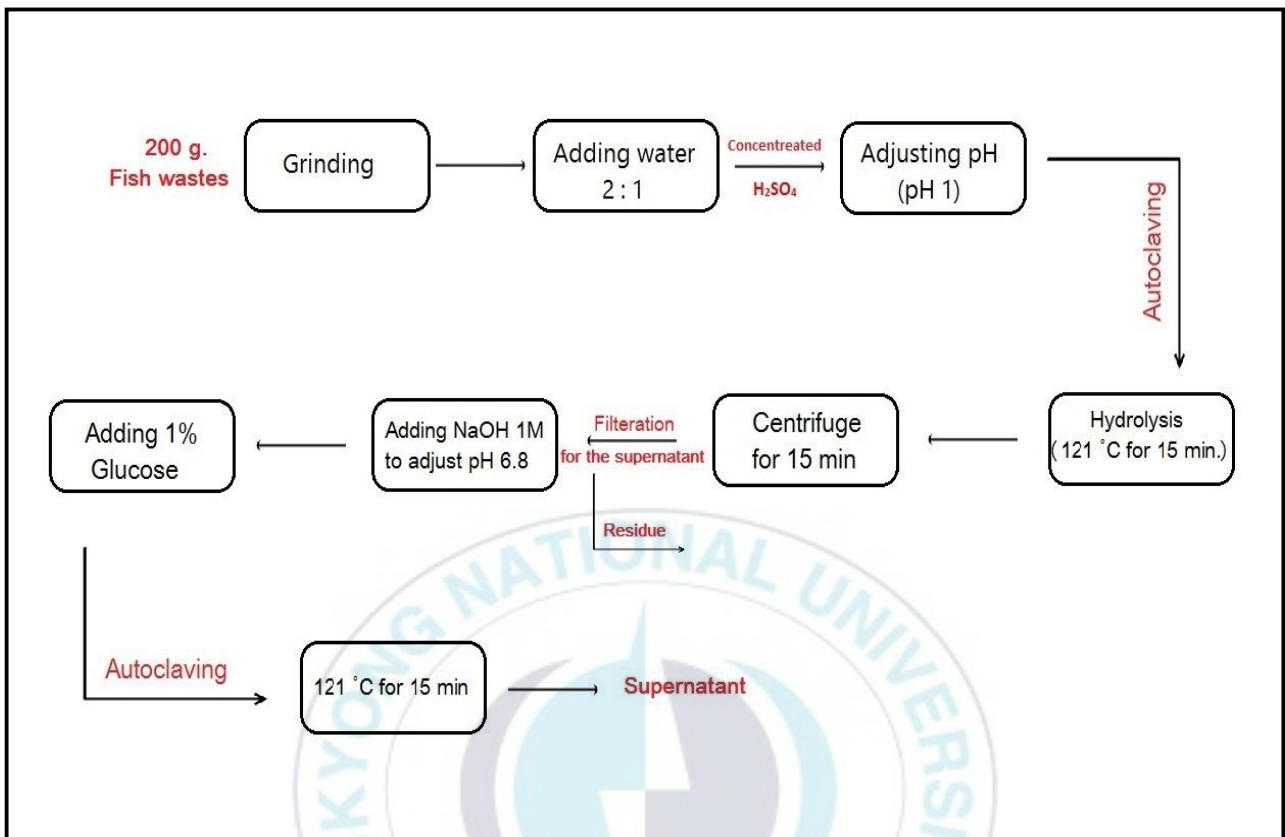 200 g.
Fish wastes
Grinding
Adding water
2 : 1
Concentreated
H₂SO₄
Adjusting pH
(pH 1)
Autoclaving
Hydrolysis
( 121 ˚C for 15 min.)
Centrifuge
for 15 min
Filteration
for the supernatant
Residue
Adding NaOH 1M
to adjust pH 6.8
Adding 1%
Glucose
Autoclaving
121 ˚C for 15 min
Supernatant
KYONG NATIONAL UNIVERSI